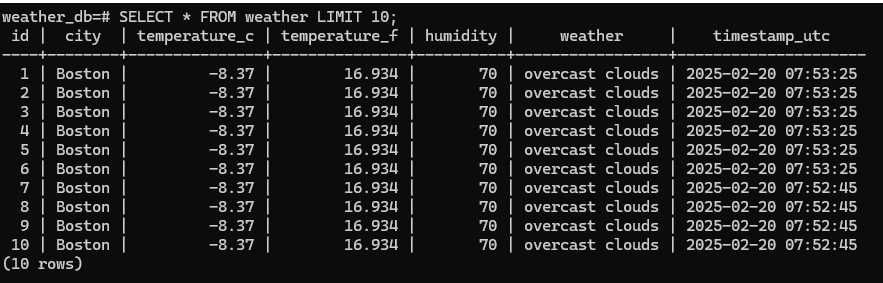 weather_db=# SELECT * FROM weather LIMIT 10;
 id |  city  | temperature_c | temperature_f | humidity |     weather     |    timestamp_utc
----+--------+---------------+---------------+----------+-----------------+---------------------
  1 | Boston |         -8.37 |        16.934 |       70 | overcast clouds | 2025-02-20 07:53:25
  2 | Boston |         -8.37 |        16.934 |       70 | overcast clouds | 2025-02-20 07:53:25
  3 | Boston |         -8.37 |        16.934 |       70 | overcast clouds | 2025-02-20 07:53:25
  4 | Boston |         -8.37 |        16.934 |       70 | overcast clouds | 2025-02-20 07:53:25
  5 | Boston |         -8.37 |        16.934 |       70 | overcast clouds | 2025-02-20 07:53:25
  6 | Boston |         -8.37 |        16.934 |       70 | overcast clouds | 2025-02-20 07:53:25
  7 | Boston |         -8.37 |        16.934 |       70 | overcast clouds | 2025-02-20 07:52:45
  8 | Boston |         -8.37 |        16.934 |       70 | overcast clouds | 2025-02-20 07:52:45
  9 | Boston |         -8.37 |        16.934 |       70 | overcast clouds | 2025-02-20 07:52:45
 10 | Boston |         -8.37 |        16.934 |       70 | overcast clouds | 2025-02-20 07:52:45
(10 rows)